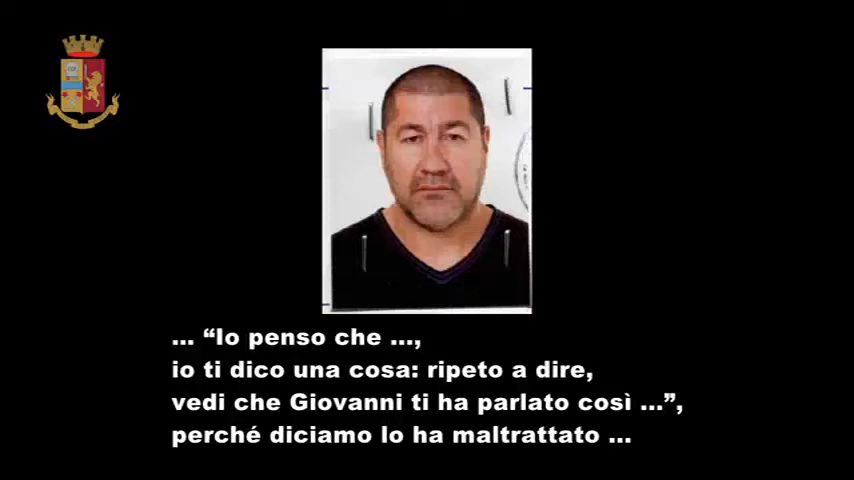 ... “Io penso che ...,
io ti dico una cosa: ripeto a dire,
vedi che Giovanni ti ha parlato così ...”,
perché diciamo lo ha maltrattato ...